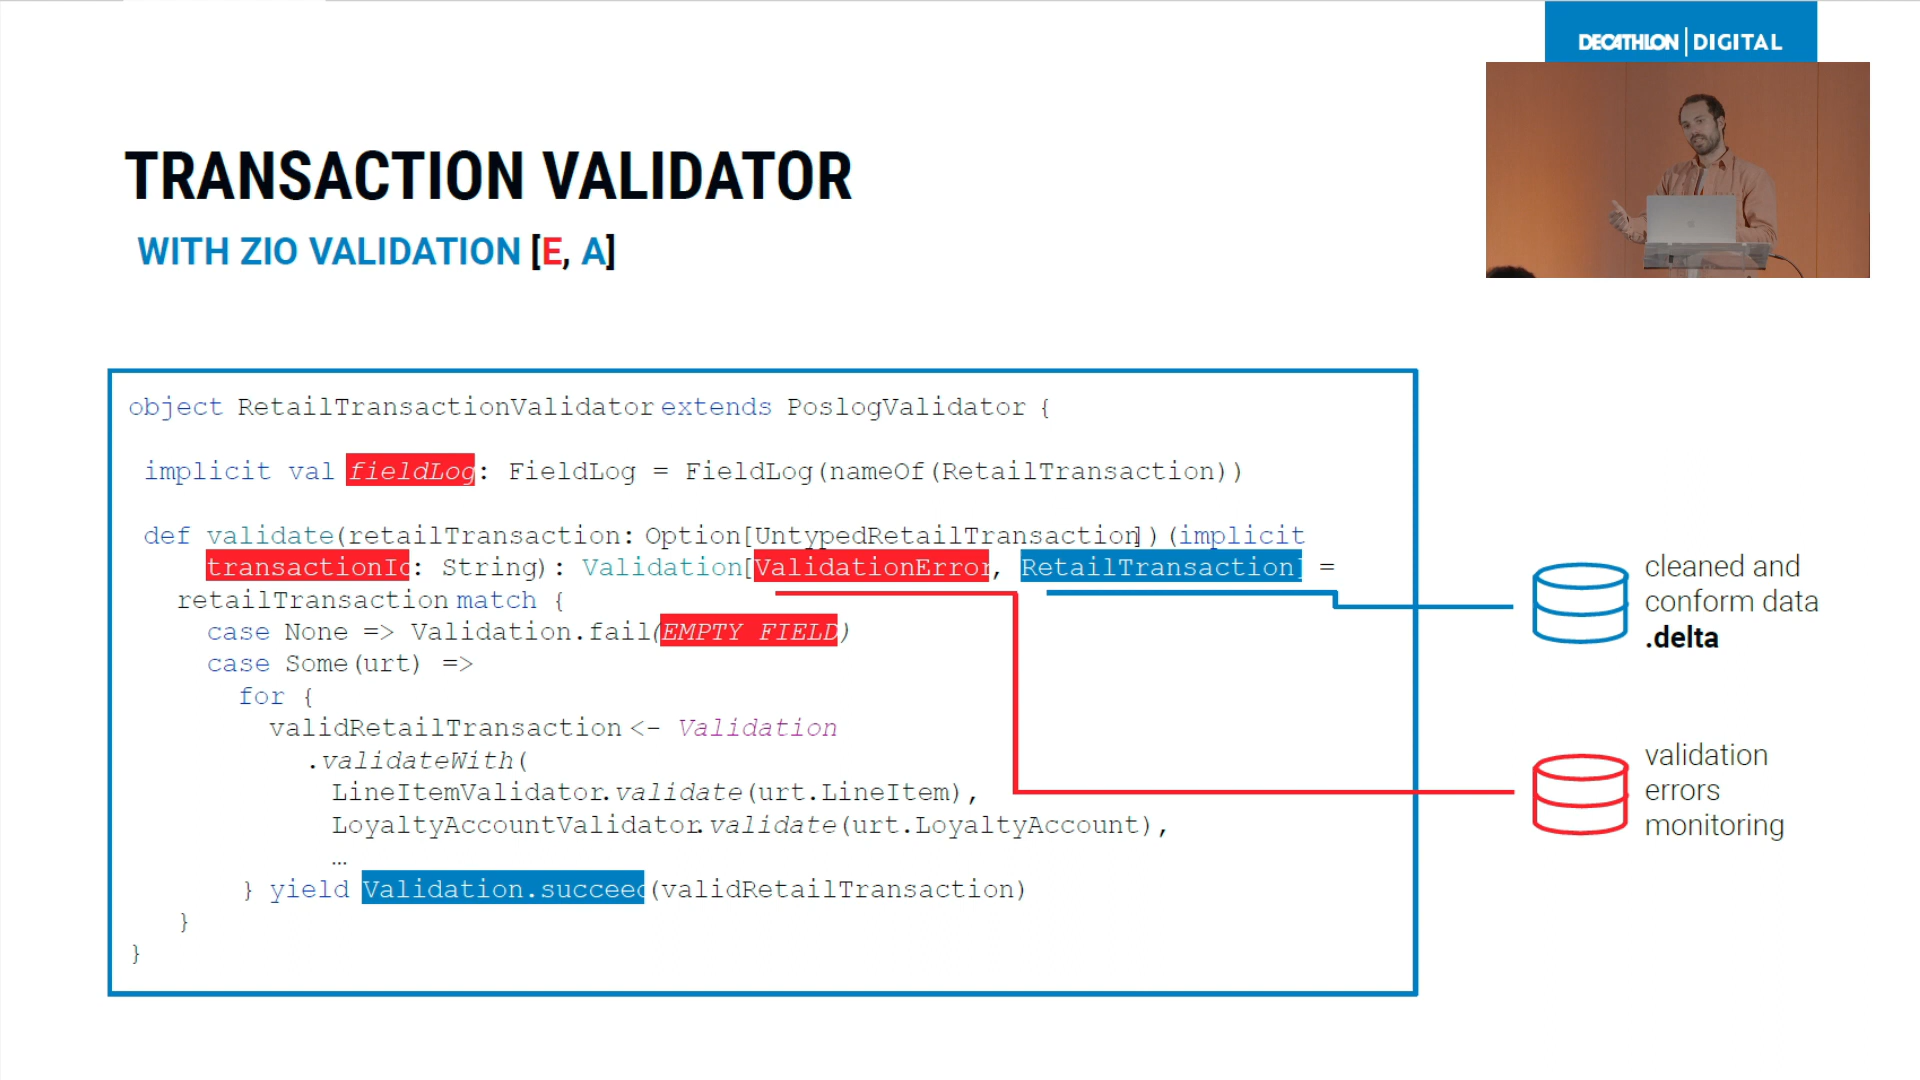 DECATHLON | DIGITAL
TRANSACTION VALIDATOR
WITH ZIO VALIDATION [E, A]
object RetailTransactionValidator extends PoslogValidator {
implicit val fieldLog: FieldLog = FieldLog(nameOf(RetailTransaction))
def validate(retailTransaction: Option[UntypedRetailTransaction])(implicit
transactionId: String): Validation[ValidationError, RetailTransaction] =
retailTransaction match {
case None => Validation.fail(EMPTY FIELD)
case Some(urt) =>
for {
validRetailTransaction <- Validation
.validateWith(
LineItemValidator.validate(urt.LineItem),
LoyaltyAccountValidator.validate(urt.LoyaltyAccount),
…
} yield Validation.succeed(validRetailTransaction)
}
}
cleaned and
conform data
.delta
validation
errors
monitoring